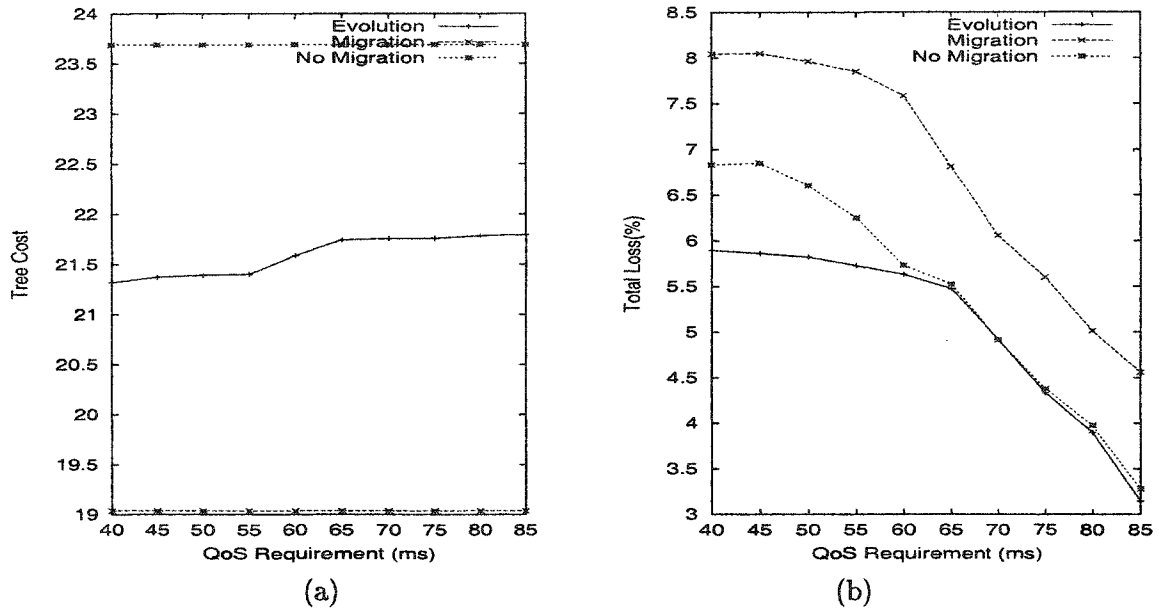 24
23.5
23
22.5
22
21.5
21
20.5
20
19.5
19
Tree Cost
Evolution
Migration
No Migration
40 45 50 55 60 65 70 75 80 85
QoS Requirement (ms)
(a)
8.5
8
7.5
7
6.5
6
5.5
5
4.5
4
3.5
3
Total Loss(%)
Evolution
Migration
No Migration
40 45 50 55 60 65 70 75 80 85
QoS Requirement (ms)
(b)